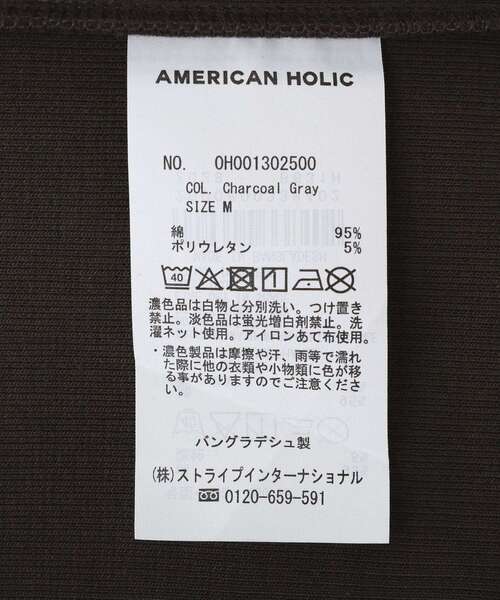 AMERICAN HOLIC
NO. 0H001302500
COL. Charcoal Gray
SIZE M
綿 95%
ポリウレタン 5%
40
濃色品は白物と分別洗い。つけ置き
禁止。淡色品は蛍光増白剤禁止。洗
濯ネット使用。アイロンあて布使用。
・濃色製品は摩擦や汗、雨等で濡れ
た際に他の衣類や小物類に色が移
る事がありますのでご注意くださ
い。
バングラデシュ製
(株)ストライプインターナショナル
0120-659-591